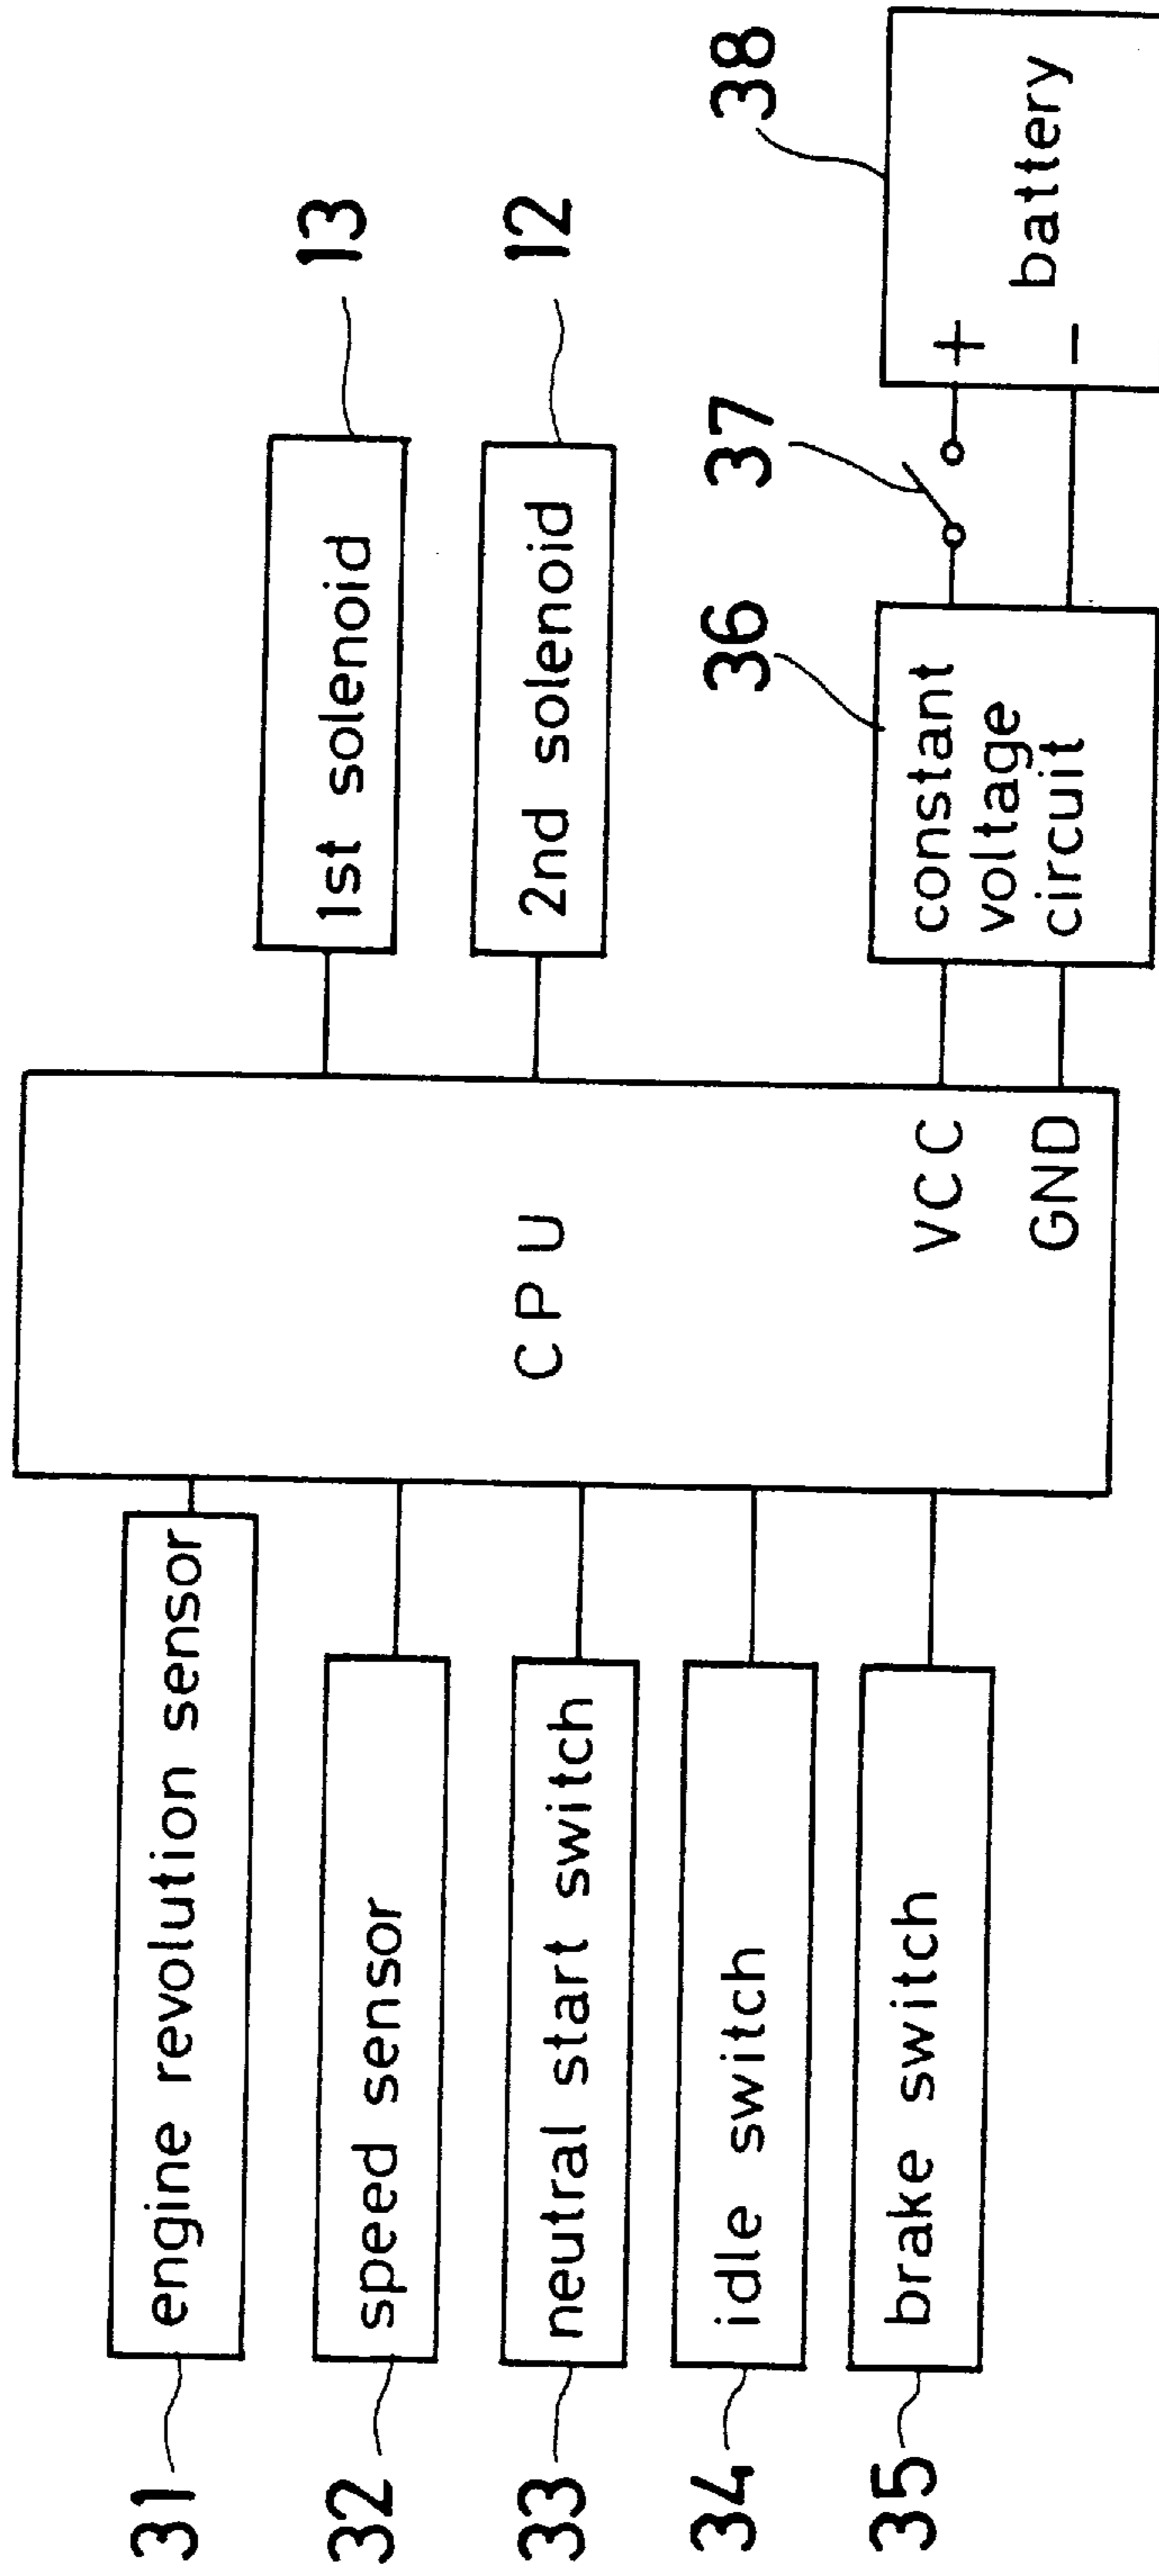 31
engine revolution sensor
32
speed sensor
33
neutral start switch
34
idle switch
35
brake switch
CPU
VCC
GND
1st solenoid
13
2nd solenoid
12
36
constant
voltage
circuit
37
38
+
−
battery